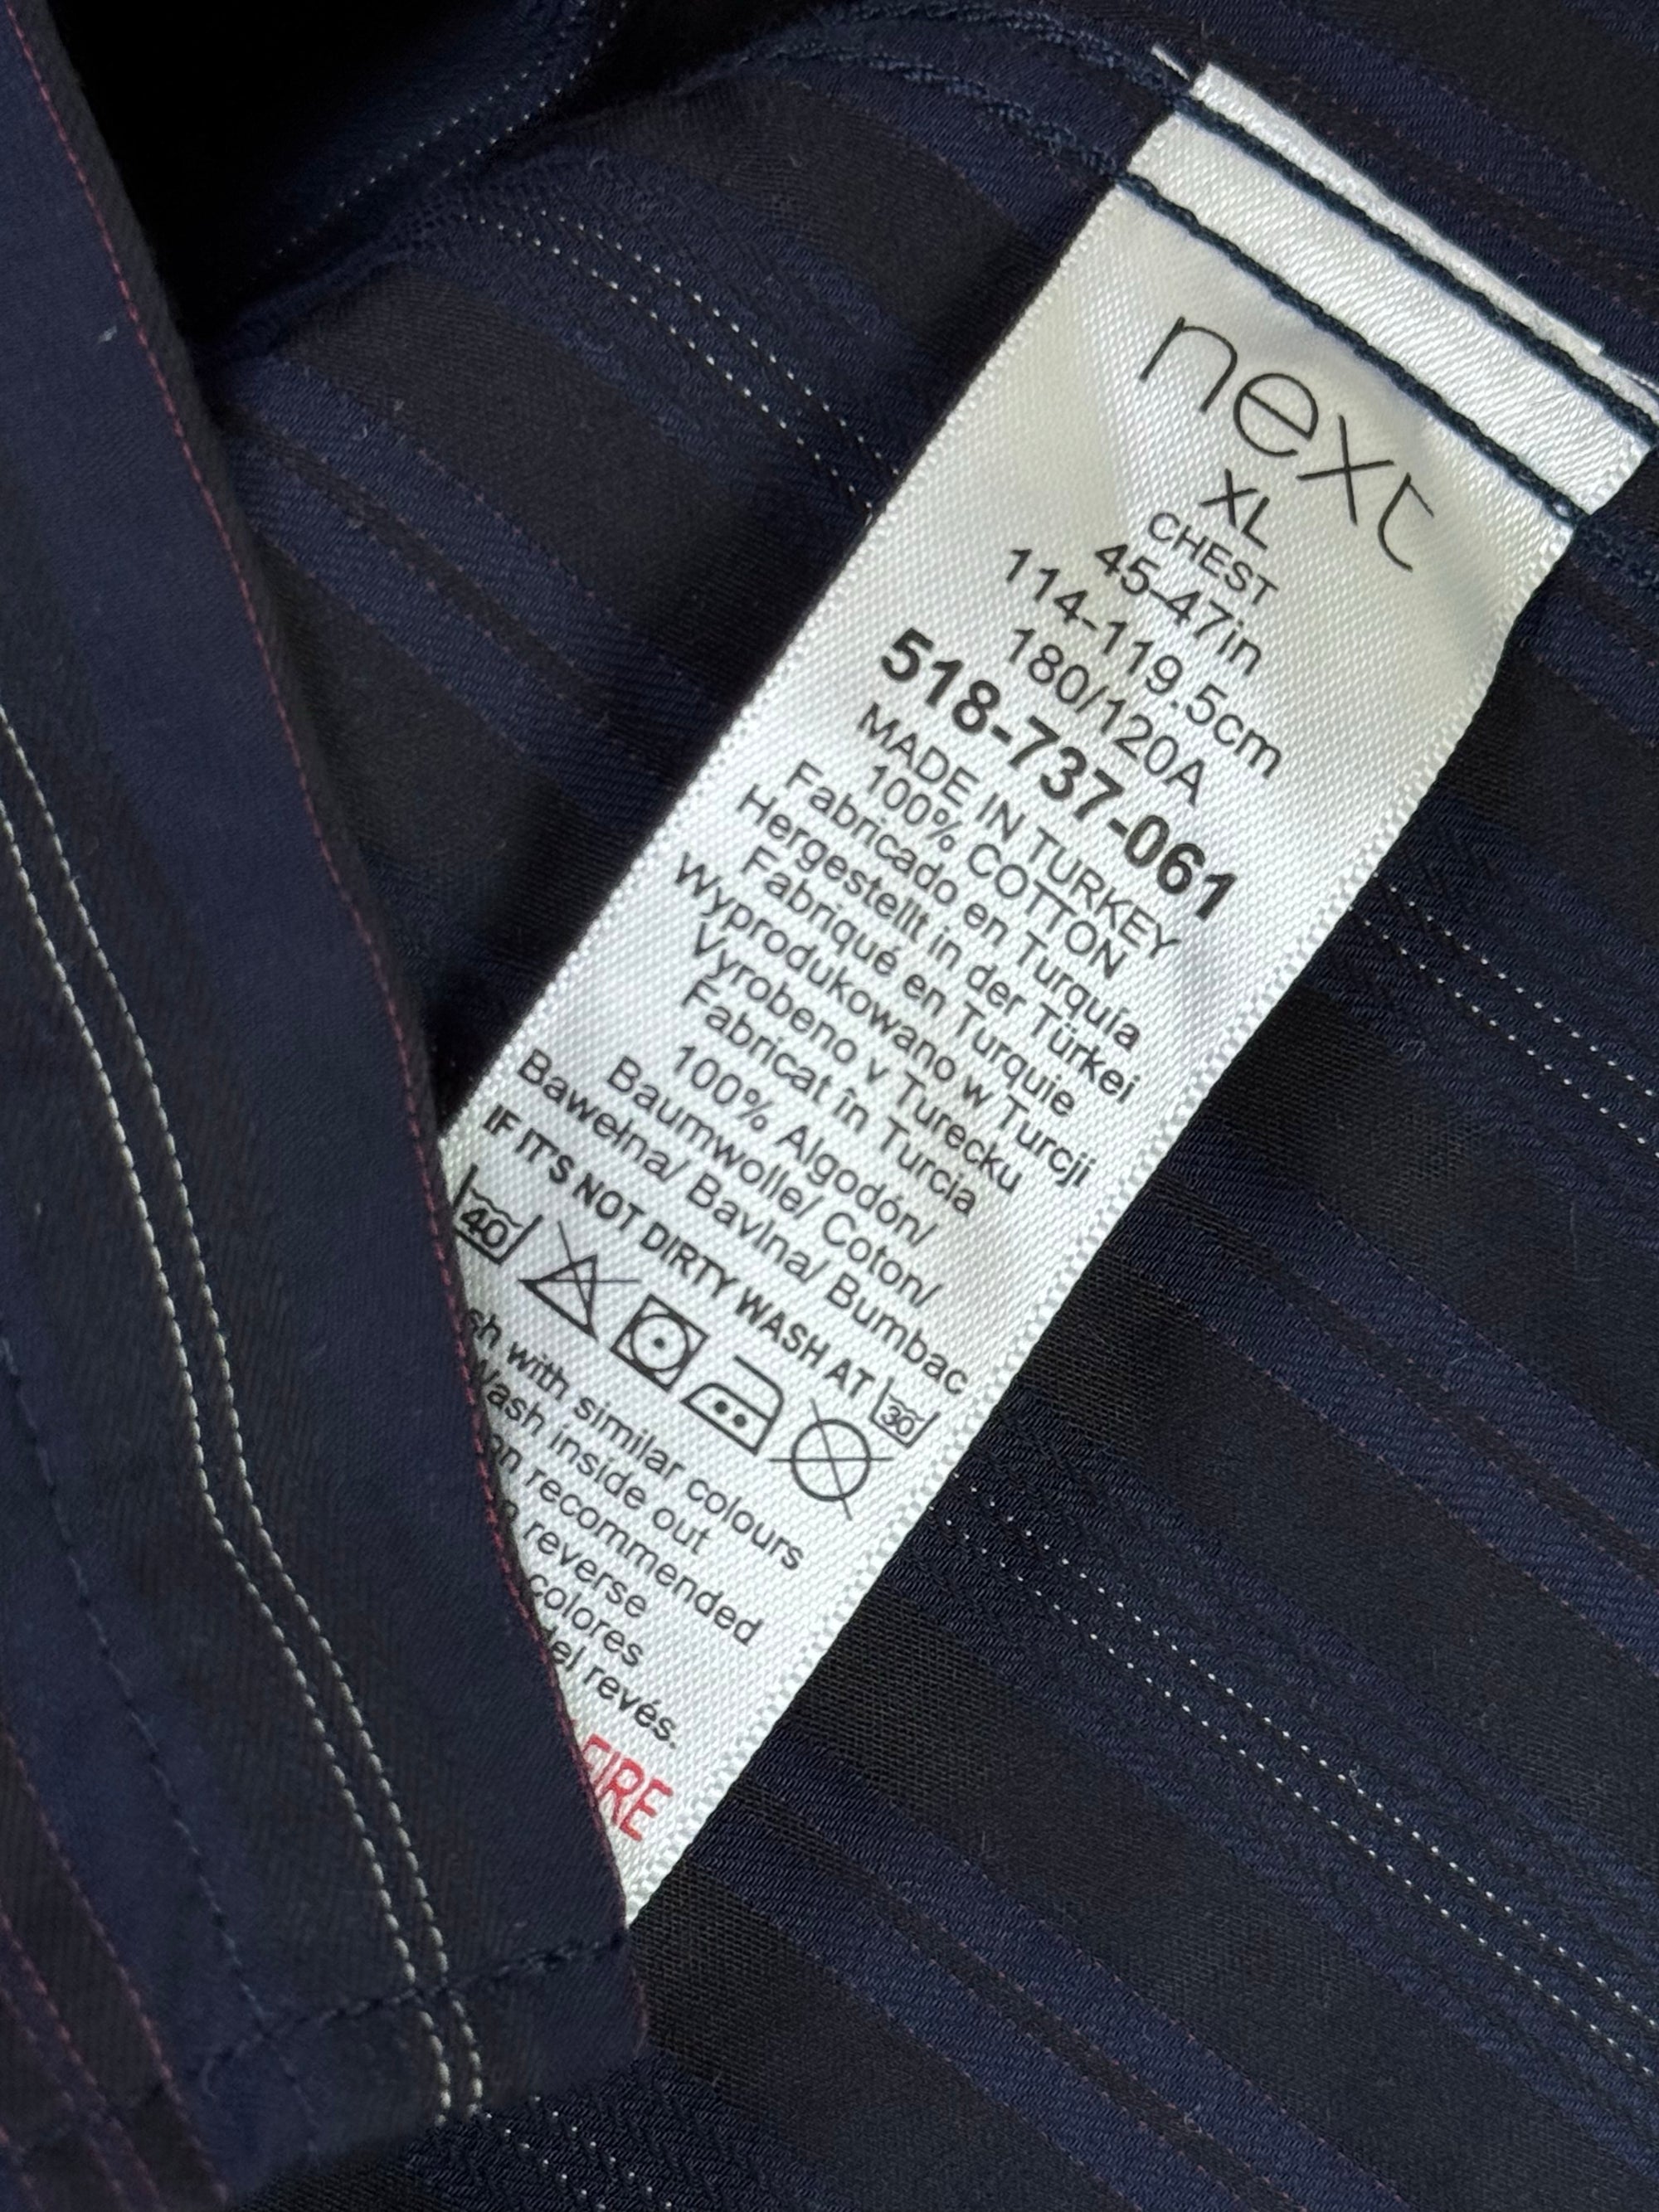 next
XL
CHEST
45-47in
114-119.5cm
180/120A
518-737-061
MADE IN TURKEY
100% COTTON
Fabricado en Turquía
Hergestellt in der Türkei
Fabriqué en Turquie
Wyprodukowano w Turcji
Vyrobeno v Turecku
Fabricat în Turcia
100% Algodón/
Baumwolle/ Coton/
Bawełna/ Bavlna/ Bumbac
IF IT'S NOT DIRTY WASH AT 30
40
with similar colours
inside out
recommended
reverse
colores
revés.
FIRE